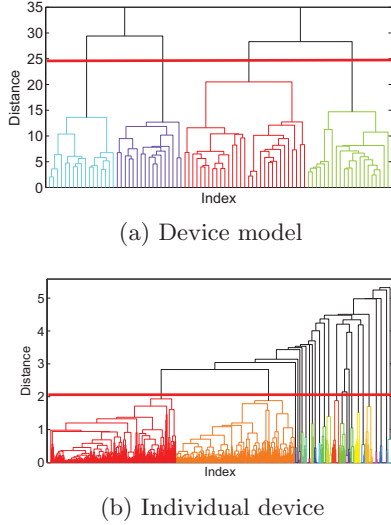 35
30
25
20
15
10
5
0
Distance
Index
(a) Device model
5
4
3
2
1
0
Distance
Index
(b) Individual device